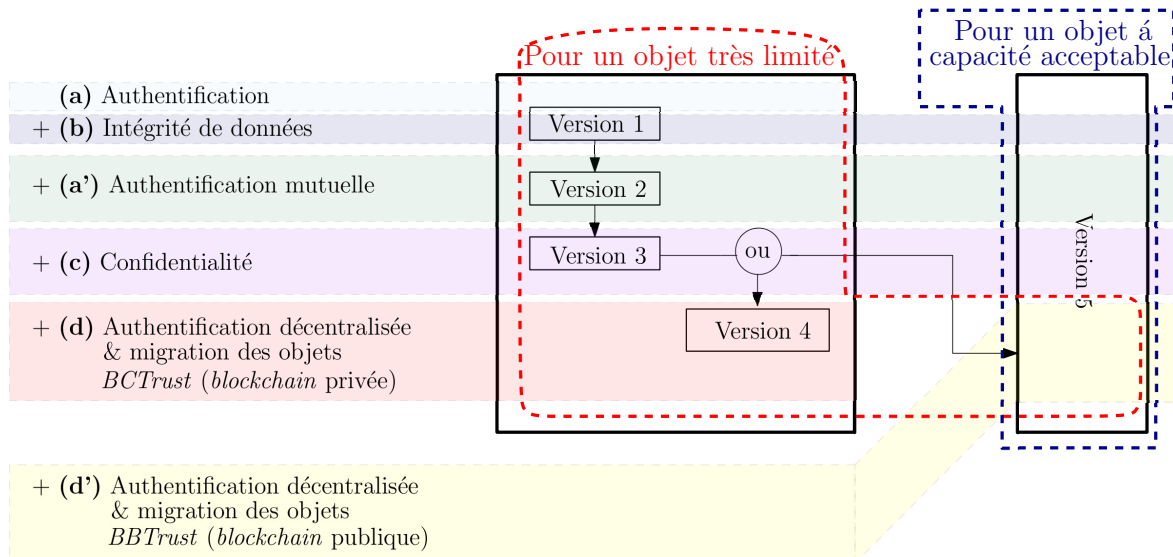 Pour un objet très limité
Pour un objet á
capacité acceptable
(a) Authentification
+ (b) Intégrité de données
+ (a') Authentification mutuelle
+ (c) Confidentialité
+ (d) Authentification décentralisée
& migration des objets
BCTrust (blockchain privée)
+ (d') Authentification décentralisée
& migration des objets
BBTrust (blockchain publique)
Version 1
Version 2
Version 3
ou
Version 4
Version 5